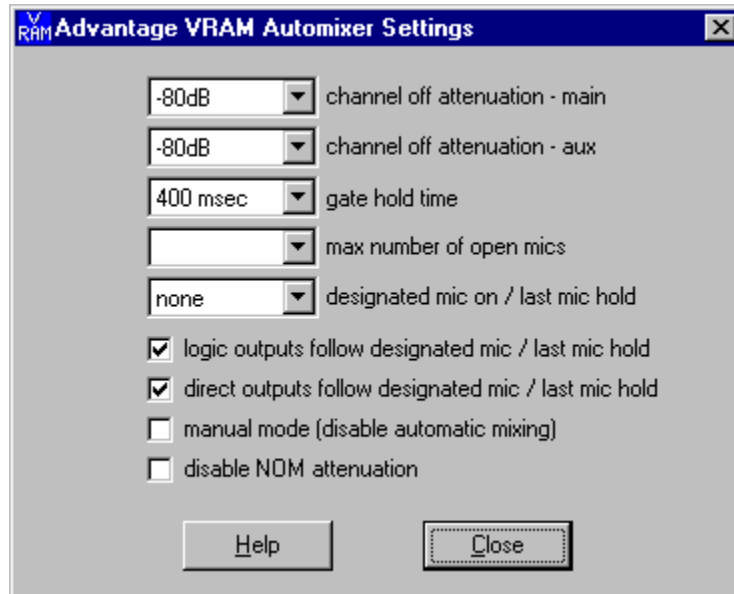 V RAM Advantage VRAM Automixer Settings
-80dB channel off attenuation - main
-80dB channel off attenuation - aux
400 msec gate hold time
max number of open mics
none designated mic on / last mic hold
logic outputs follow designated mic / last mic hold
direct outputs follow designated mic / last mic hold
manual mode (disable automatic mixing)
disable NOM attenuation
Help Close